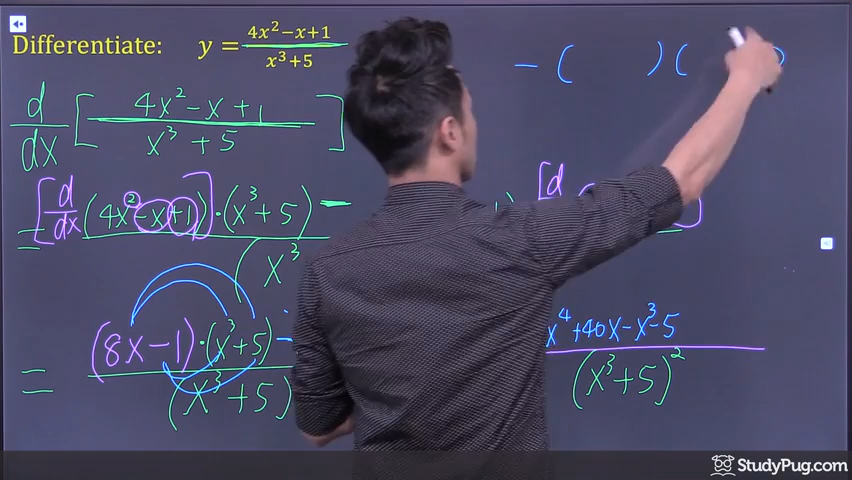 Differentiate: y = (4x²−x+1)/(x³+5)
− (   ) (   )
d/dx [ (4x² − x + 1)/(x³ + 5) ]
= [d/dx (4x² − x + 1)] · (x³ + 5) −
) [d
(x³
= (8x − 1) · (x³ + 5) −
(x³ + 5)
x⁴ + 40x − x³ − 5
(x³ + 5)²
StudyPug.com